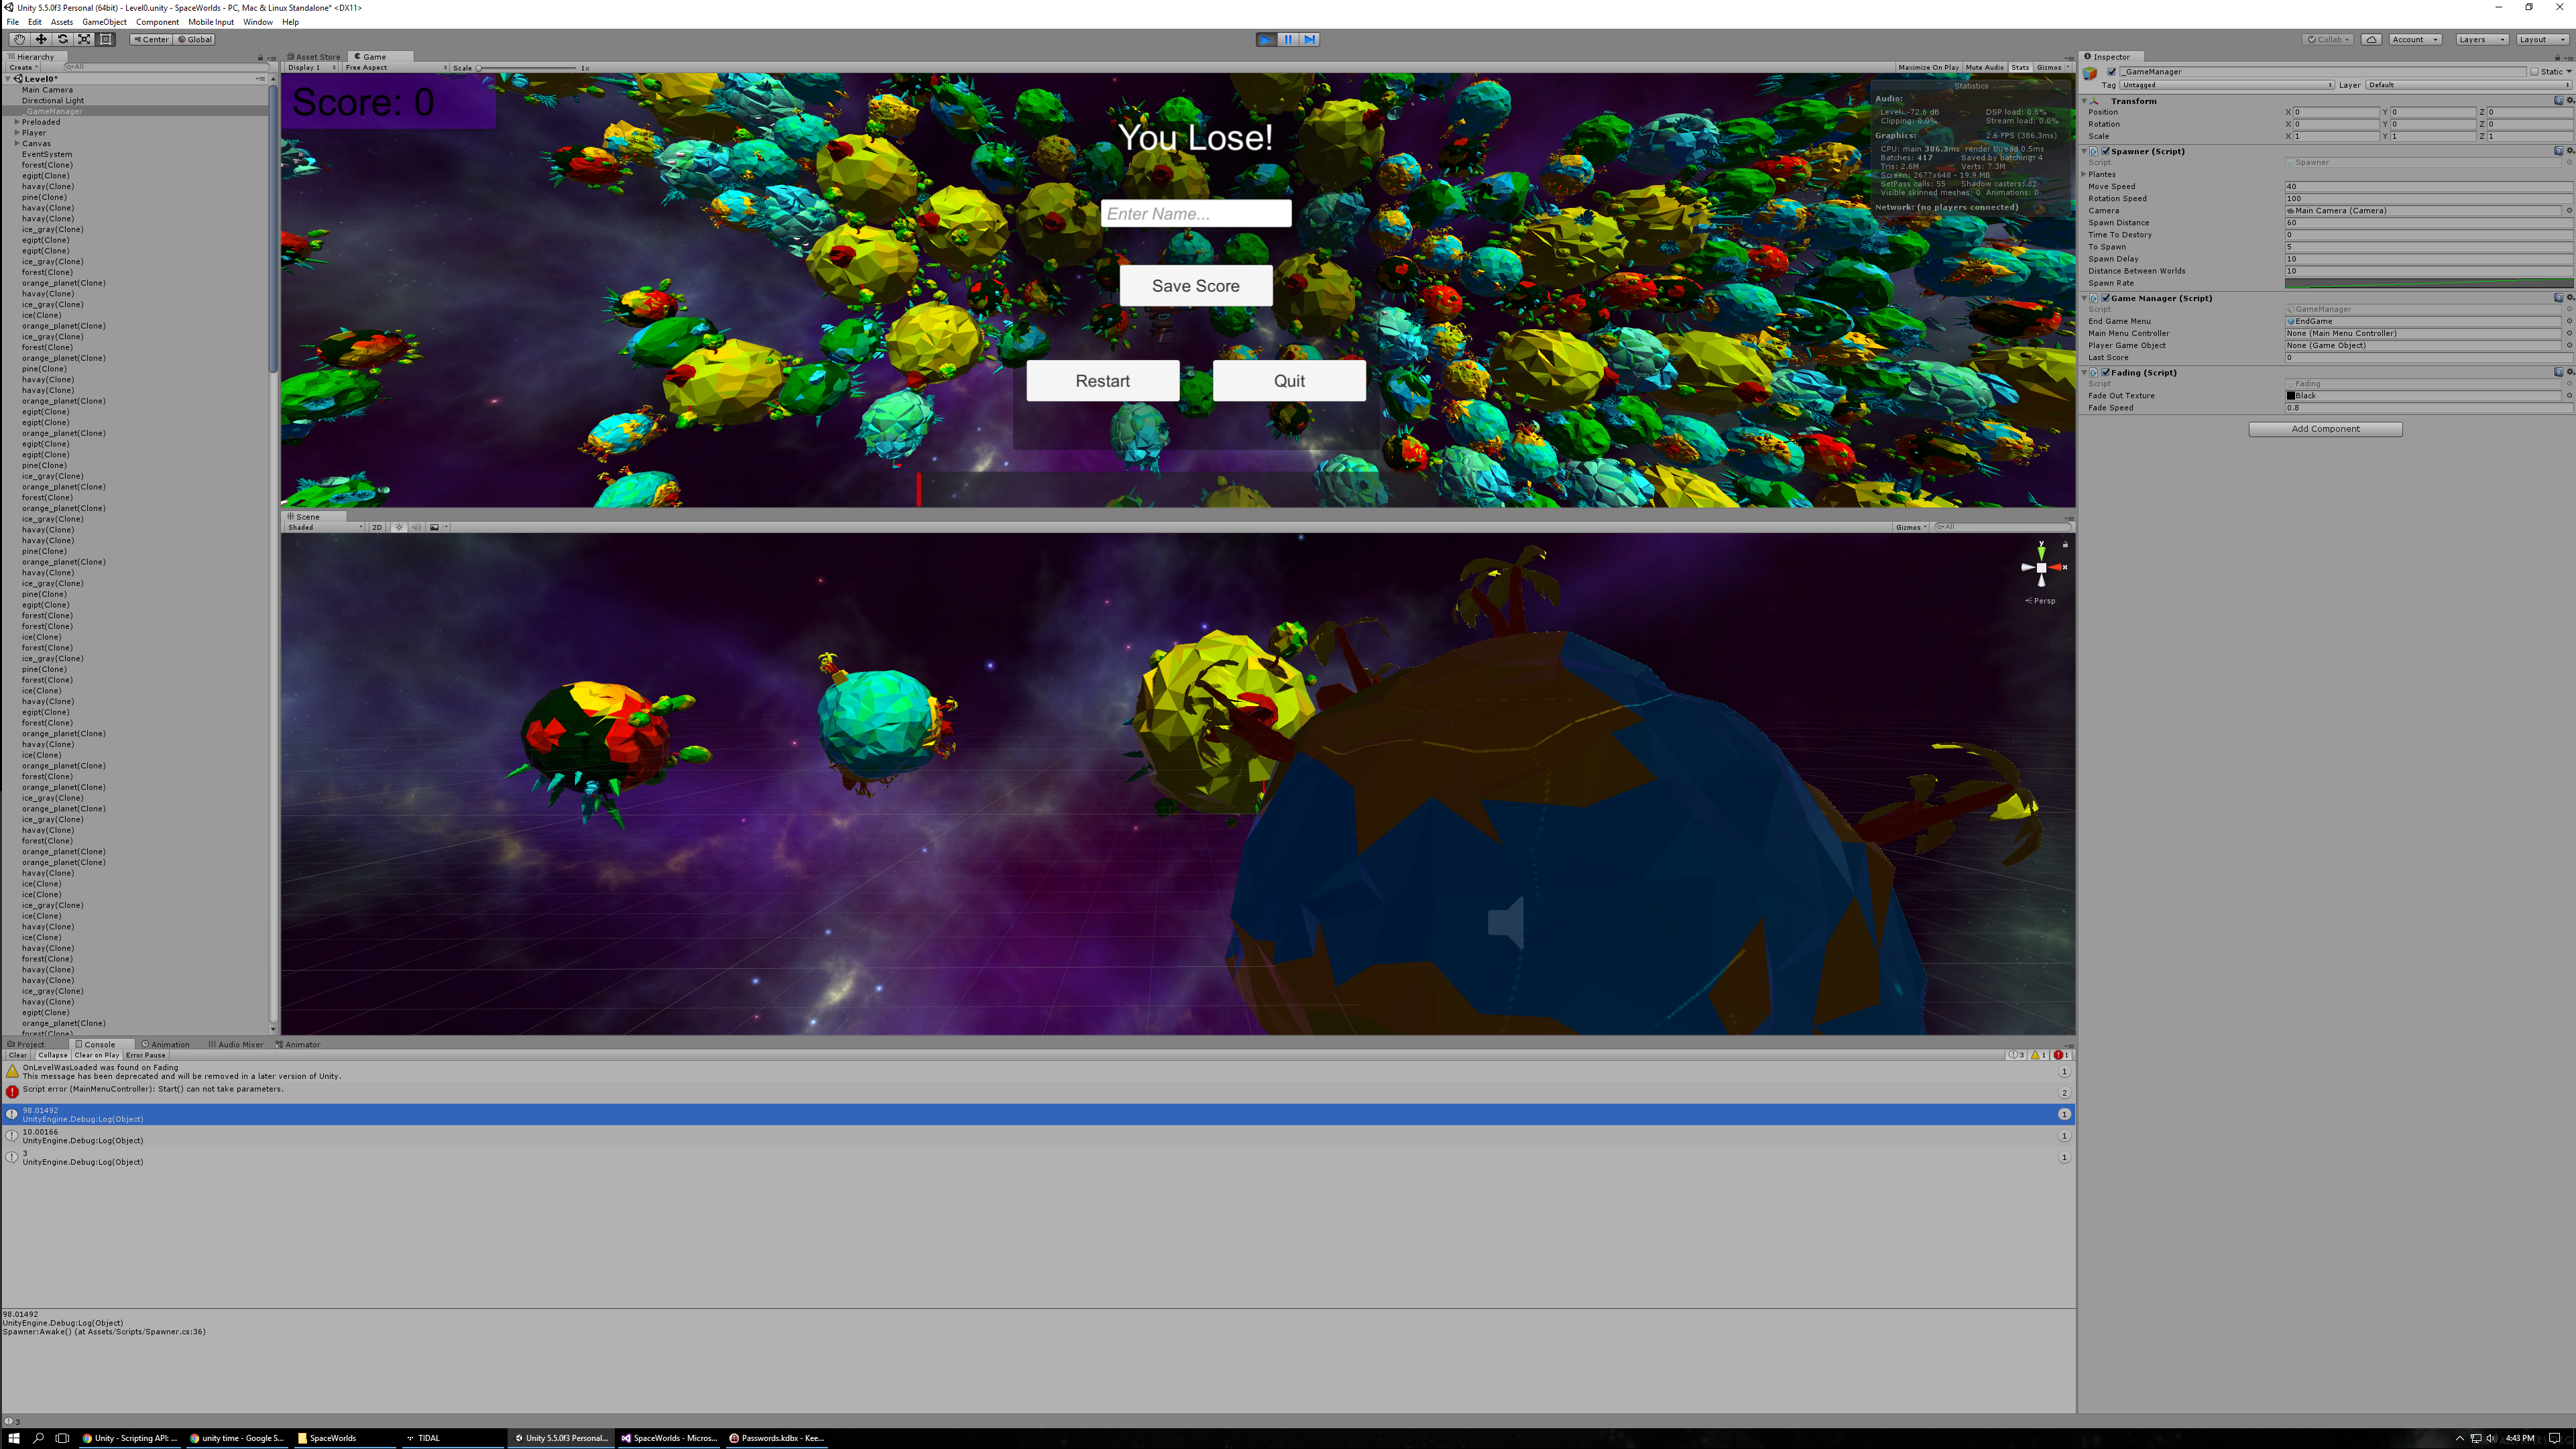 Unity 5.5.0f3 Personal (64bit) - Level0.unity - SpaceWorlds - PC, Mac & Linux Standalone* <DX11>
File Edit Assets GameObject Component Mobile Input Window Help
Center Global
Collab Account Layers Layout
Hierarchy
Create All
Level0*
Main Camera
Directional Light
_GameManager
Preloaded
Player
Canvas
EventSystem
forest(Clone)
egipt(Clone)
havay(Clone)
pine(Clone)
havay(Clone)
havay(Clone)
ice_gray(Clone)
egipt(Clone)
egipt(Clone)
ice_gray(Clone)
forest(Clone)
orange_planet(Clone)
havay(Clone)
ice_gray(Clone)
ice(Clone)
orange_planet(Clone)
ice_gray(Clone)
forest(Clone)
orange_planet(Clone)
pine(Clone)
havay(Clone)
havay(Clone)
orange_planet(Clone)
egipt(Clone)
egipt(Clone)
orange_planet(Clone)
egipt(Clone)
egipt(Clone)
pine(Clone)
ice_gray(Clone)
orange_planet(Clone)
forest(Clone)
orange_planet(Clone)
ice_gray(Clone)
havay(Clone)
havay(Clone)
pine(Clone)
orange_planet(Clone)
havay(Clone)
ice_gray(Clone)
pine(Clone)
egipt(Clone)
forest(Clone)
forest(Clone)
ice(Clone)
forest(Clone)
ice_gray(Clone)
pine(Clone)
forest(Clone)
ice(Clone)
havay(Clone)
egipt(Clone)
forest(Clone)
orange_planet(Clone)
havay(Clone)
ice(Clone)
orange_planet(Clone)
forest(Clone)
orange_planet(Clone)
ice_gray(Clone)
orange_planet(Clone)
ice_gray(Clone)
havay(Clone)
forest(Clone)
orange_planet(Clone)
orange_planet(Clone)
havay(Clone)
ice(Clone)
ice(Clone)
ice_gray(Clone)
ice(Clone)
havay(Clone)
ice(Clone)
havay(Clone)
forest(Clone)
havay(Clone)
havay(Clone)
ice_gray(Clone)
havay(Clone)
egipt(Clone)
orange_planet(Clone)
forest(Clone)
Asset Store Game
Display 1 Free Aspect Scale 1x Maximize On Play Mute Audio Stats Gizmos
Score: 0
You Lose!
Enter Name...
Save Score
Restart Quit
Statistics
Audio:
Level: -72.6 dB DSP load: 0.6%
Clipping: 0.0% Stream load: 0.0%
Graphics: 2.6 FPS (386.3ms)
CPU: main 386.3ms render thread 0.5ms
Batches: 417 Saved by batching: 4
Tris: 2.6M Verts: 7.3M
Screen: 2677x648 - 19.9 MB
SetPass calls: 55 Shadow casters: 82
Visible skinned meshes: 0 Animations: 0
Network: (no players connected)
Scene
Shaded 2D Gizmos All
y
x
Persp
Inspector
_GameManager Static
Tag Untagged Layer Default
Transform
Position X 0 Y 0 Z 0
Rotation X 0 Y 0 Z 0
Scale X 1 Y 1 Z 1
Spawner (Script)
Script Spawner
Plantes
Move Speed 40
Rotation Speed 100
Camera Main Camera (Camera)
Spawn Distance 60
Time To Destory 0
To Spawn 5
Spawn Delay 10
Distance Between Worlds 10
Spawn Rate
Game Manager (Script)
Script GameManager
End Game Menu EndGame
Main Menu Controller None (Main Menu Controller)
Player Game Object None (Game Object)
Last Score 0
Fading (Script)
Script Fading
Fade Out Texture Black
Fade Speed 0.8
Add Component
Project Console Animation Audio Mixer Animator
Clear Collapse Clear on Play Error Pause 3 1 1
OnLevelWasLoaded was found on Fading
This message has been deprecated and will be removed in a later version of Unity. 1
Script error (MainMenuController): Start() can not take parameters. 2
98.01492
UnityEngine.Debug:Log(Object) 1
10.00166
UnityEngine.Debug:Log(Object) 1
3
UnityEngine.Debug:Log(Object) 1
98.01492
UnityEngine.Debug:Log(Object)
Spawner:Awake() (at Assets/Scripts/Spawner.cs:36)
3
Unity - Scripting API: ... unity time - Google S... SpaceWorlds TIDAL Unity 5.5.0f3 Personal... SpaceWorlds - Micros... Passwords.kdbx - Kee... 4:43 PM